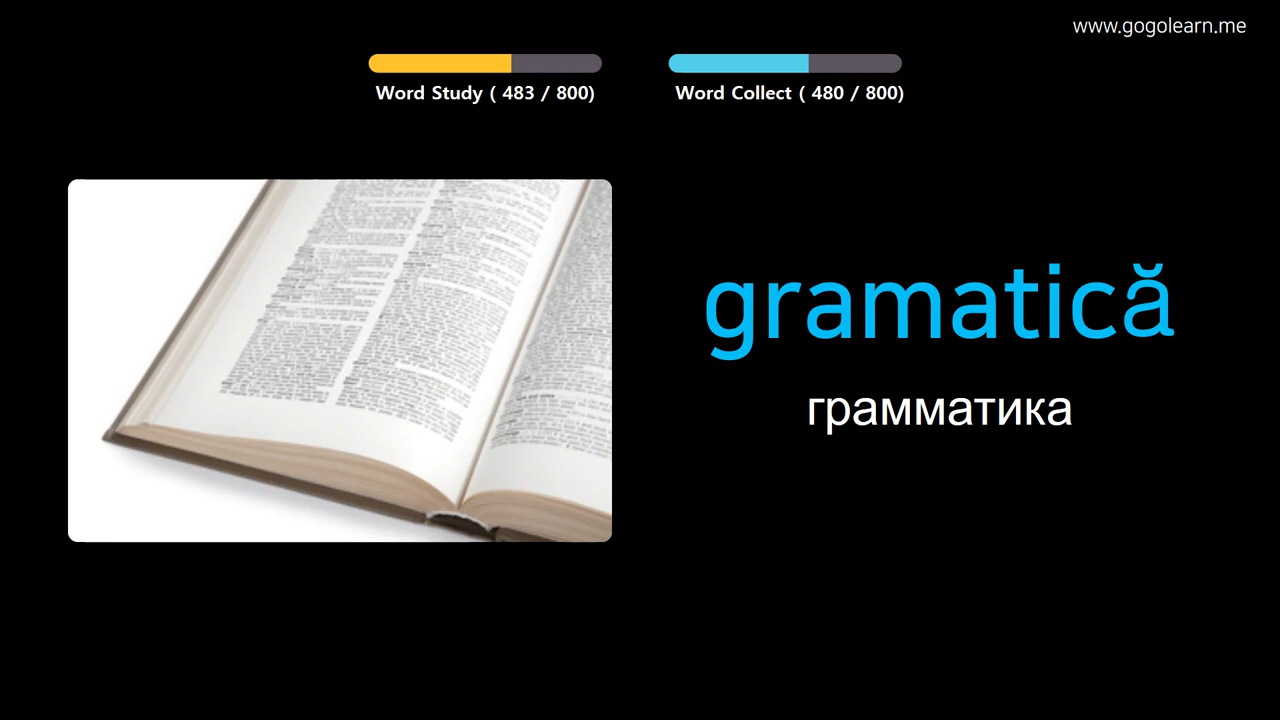 www.gogolearn.me
Word Study ( 483 / 800)
Word Collect ( 480 / 800)
gramatică
грамматика